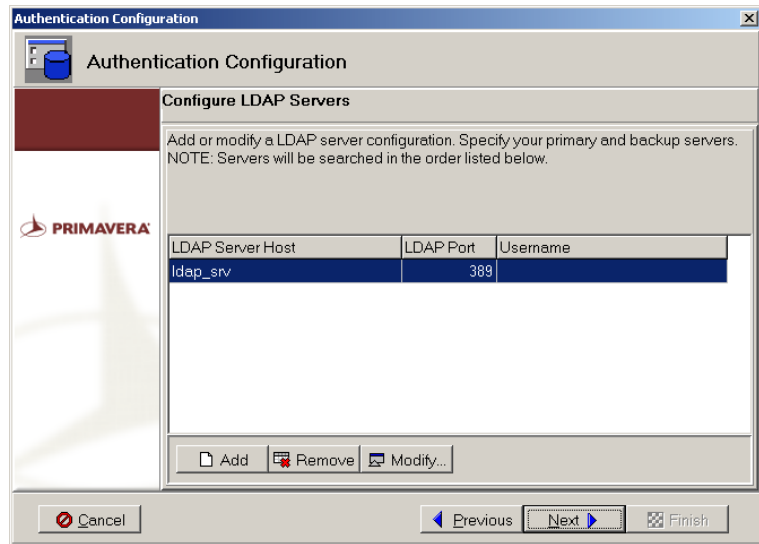 Authentication Configuration
Authentication Configuration
Configure LDAP Servers
Add or modify a LDAP server configuration. Specify your primary and backup servers.
NOTE: Servers will be searched in the order listed below.
PRIMAVERA
LDAP Server Host LDAP Port Username
ldap_srv 389
Add Remove Modify...
Cancel Previous Next Finish